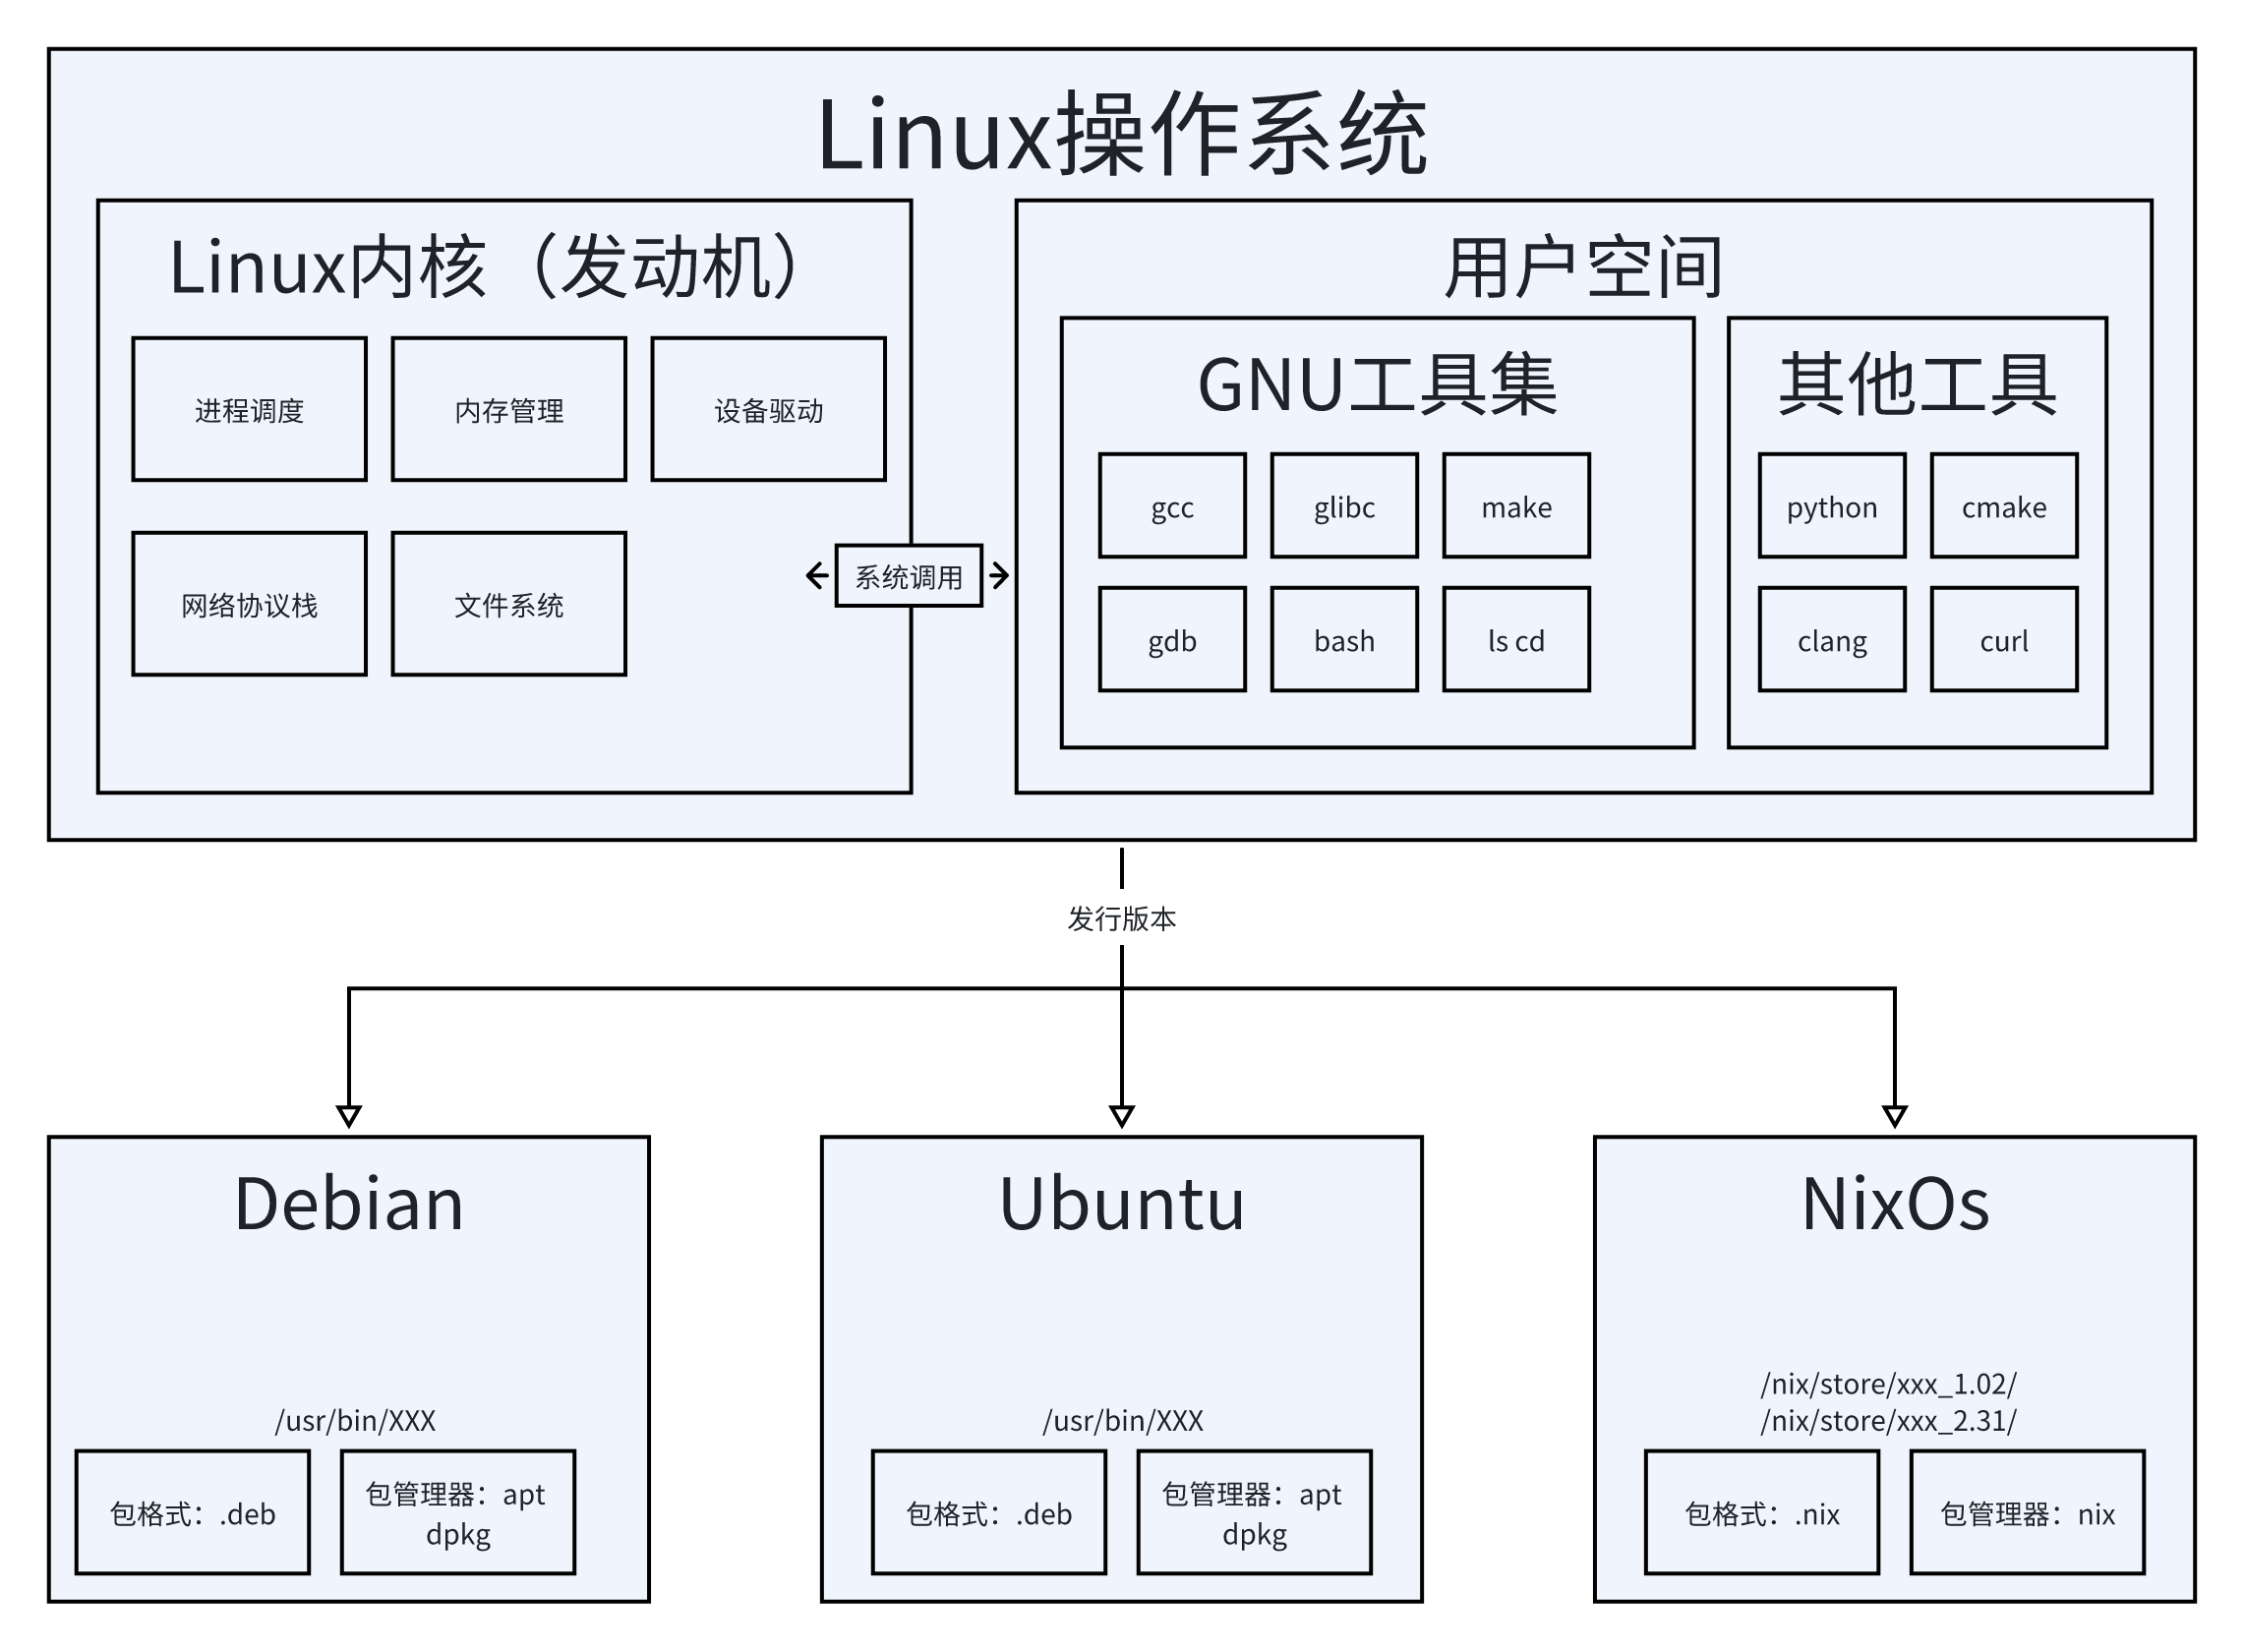 Linux操作系统
Linux内核（发动机）
进程调度
内存管理
设备驱动
网络协议栈
文件系统
系统调用
用户空间
GNU工具集
gcc
glibc
make
gdb
bash
ls cd
其他工具
python
cmake
clang
curl
发行版本
Debian
/usr/bin/XXX
包格式：.deb
包管理器：apt
dpkg
Ubuntu
/usr/bin/XXX
包格式：.deb
包管理器：apt
dpkg
NixOs
/nix/store/xxx_1.02/
/nix/store/xxx_2.31/
包格式：.nix
包管理器：nix